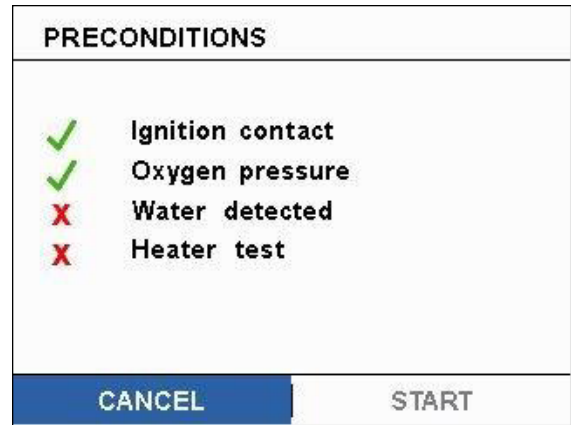 PRECONDITIONS
✓ Ignition contact
✓ Oxygen pressure
X Water detected
X Heater test
CANCEL START